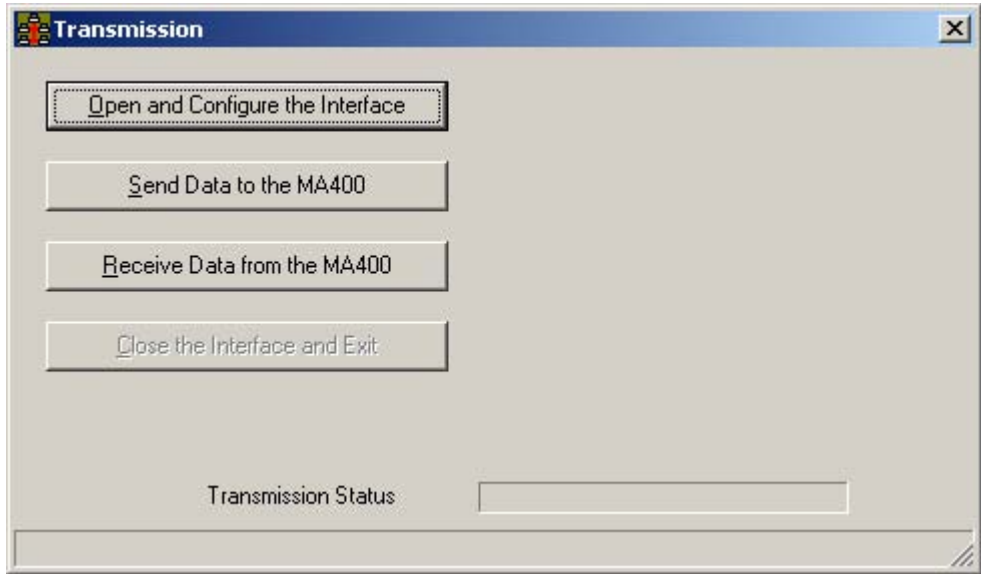 Transmission
Open and Configure the Interface
Send Data to the MA400
Receive Data from the MA400
Close the Interface and Exit
Transmission Status